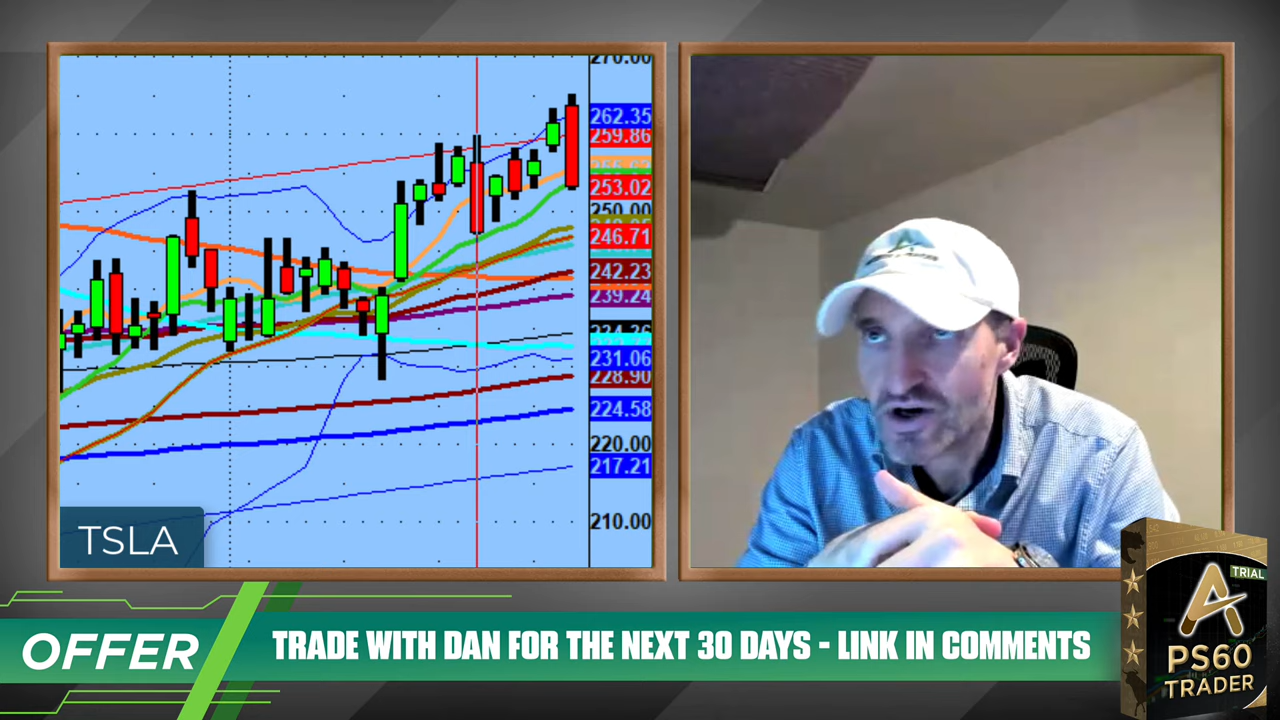 270.00
262.35
259.86
253.02
250.00
246.71
242.23
239.24
231.06
228.90
224.58
220.00
217.21
210.00
TSLA
TRIAL
PS60
TRADER
OFFER
TRADE WITH DAN FOR THE NEXT 30 DAYS - LINK IN COMMENTS